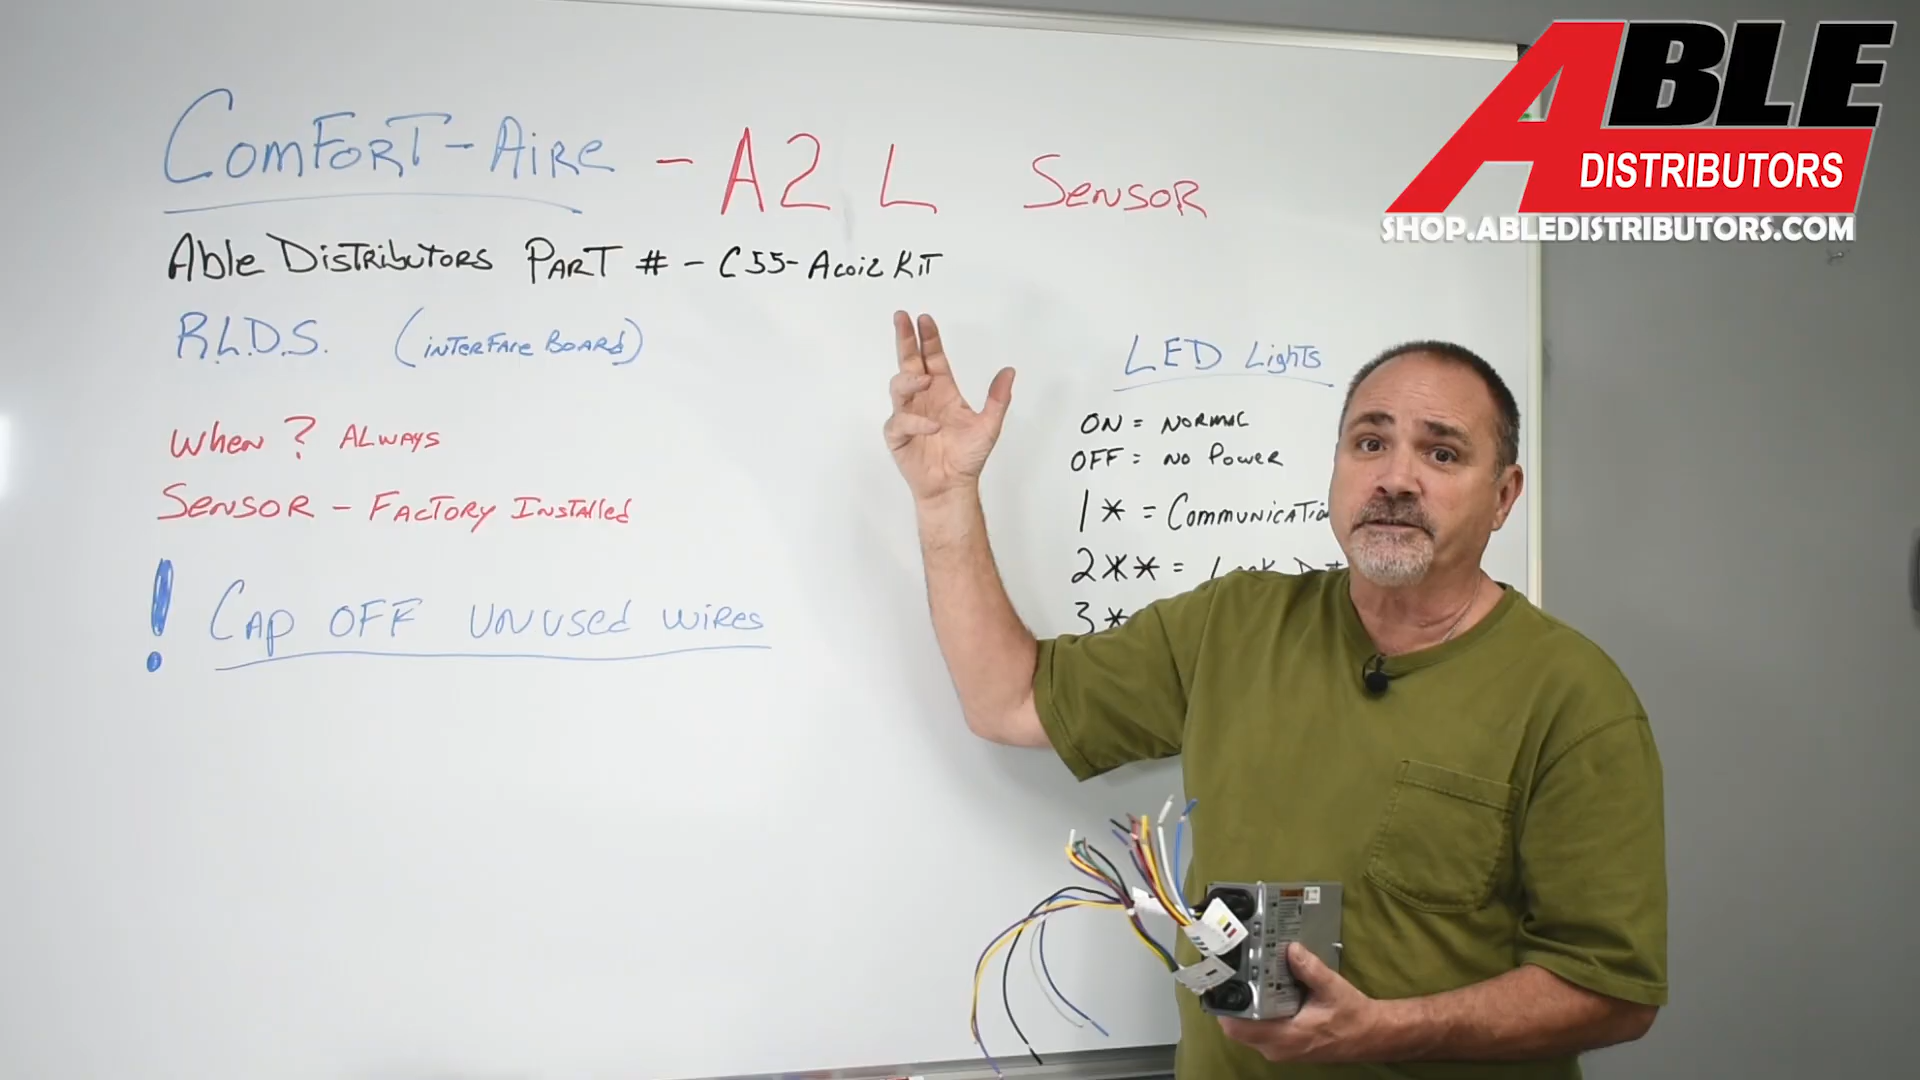 ABLE
DISTRIBUTORS
SHOP.ABLEDISTRIBUTORS.COM
ComForT-Aire - A2L SensoR
Able DisTributors PART # - C55-Acoil KiT
R.L.D.S. (inTerFace BoaRd)
When? ALways
SensoR - FacTory InsTalled
! Cap OFF unused wires
LED LighTs
ON = NoRmal
OFF = no Power
1 * =
2 ** =
3 *